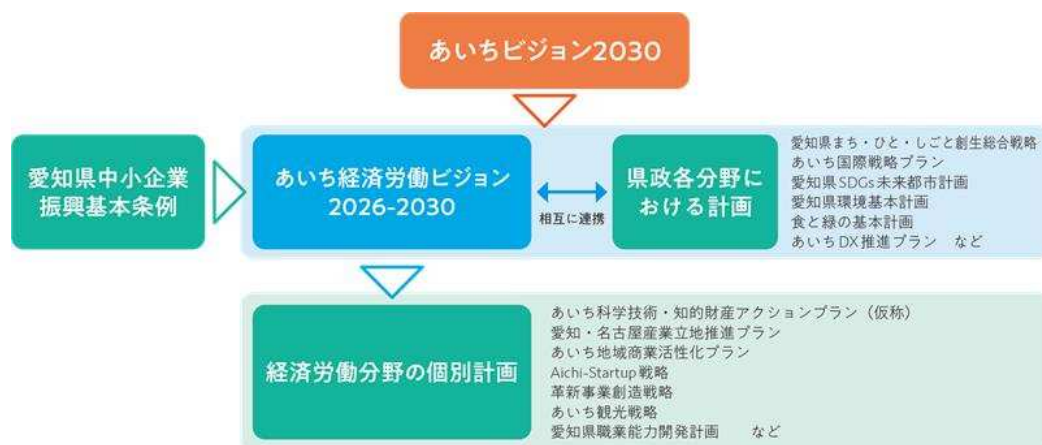 あいちビジョン2030
愛知県中小企業
振興基本条例
あいち経済労働ビジョン
2026-2030
相互に連携
県政各分野に
おける計画
愛知県まち・ひと・しごと創生総合戦略
あいち国際戦略プラン
愛知県SDGs未来都市計画
愛知県環境基本計画
食と緑の基本計画
あいちDX推進プラン　など
経済労働分野の個別計画
あいち科学技術・知的財産アクションプラン（仮称）
愛知・名古屋産業立地推進プラン
あいち地域商業活性化プラン
Aichi-Startup戦略
革新事業創造戦略
あいち観光戦略
愛知県職業能力開発計画　　など